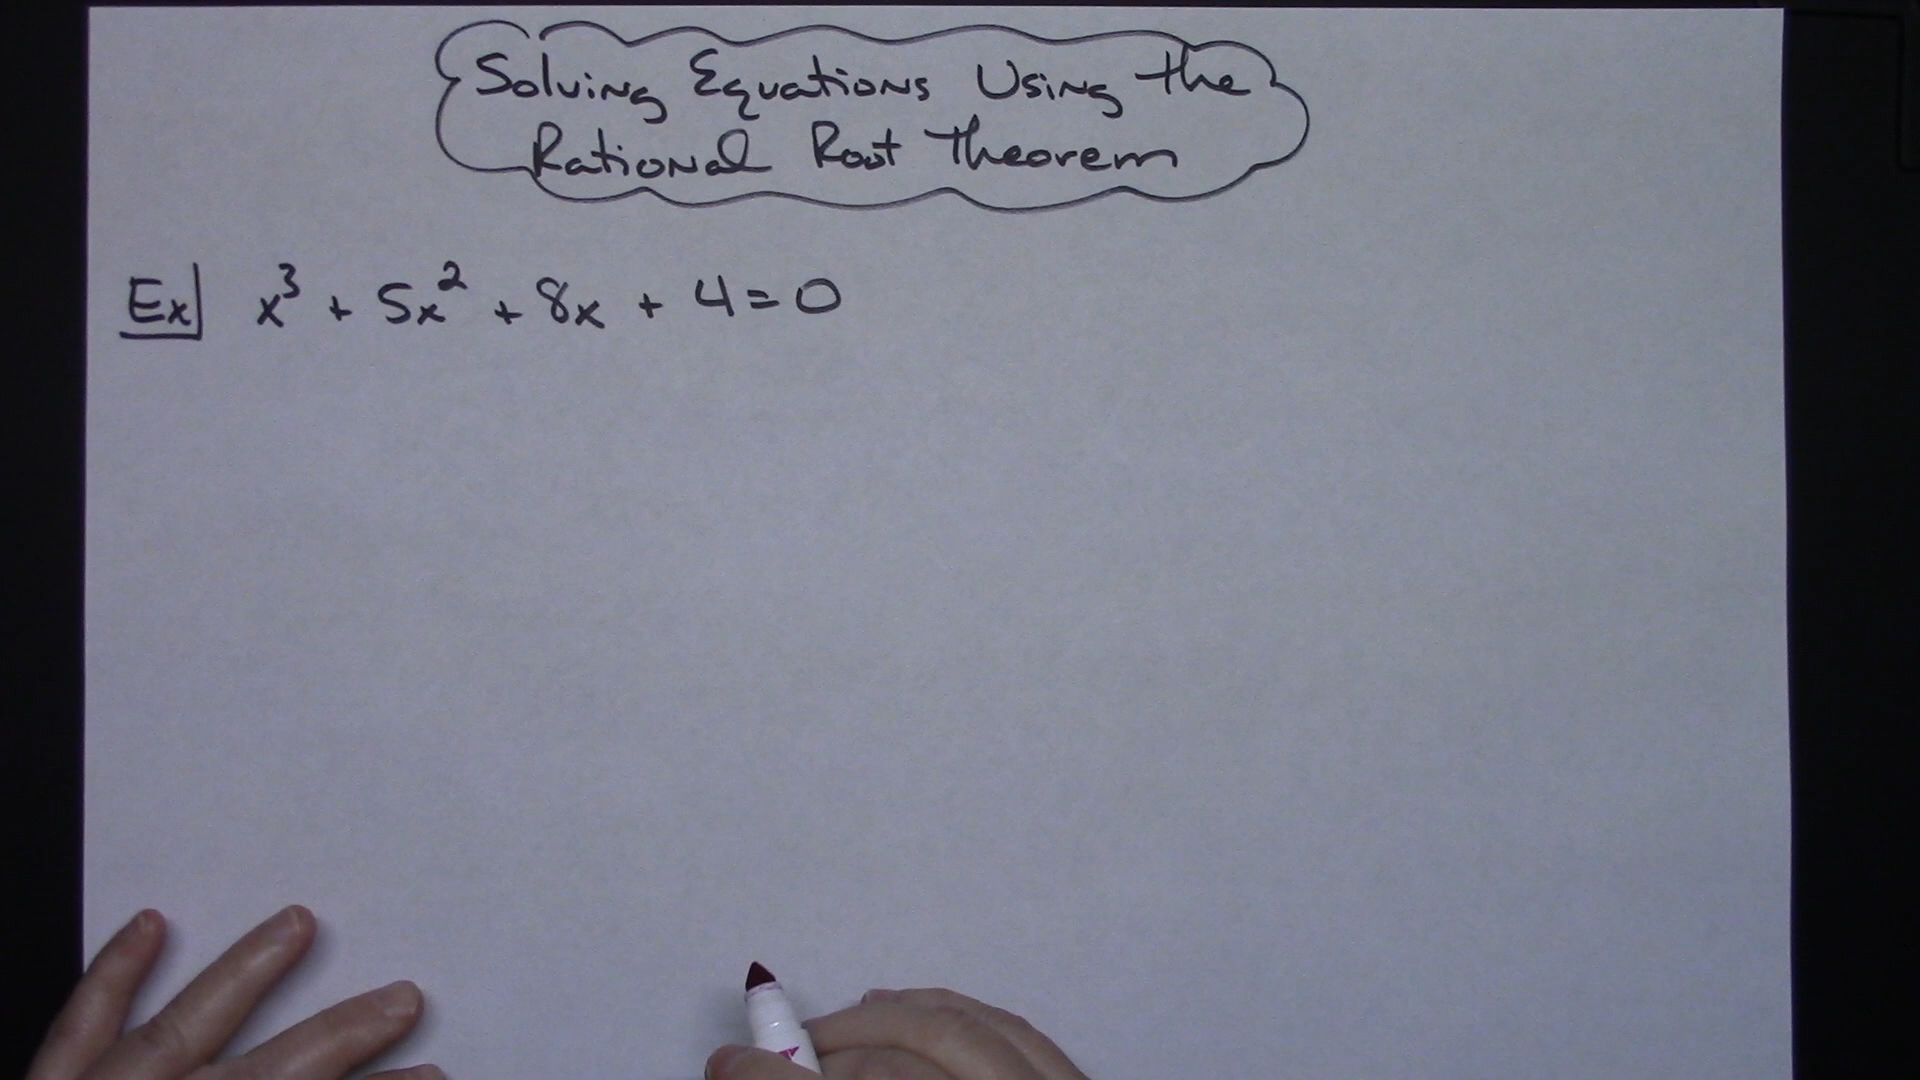 Solving Equations Using the
Rational Root Theorem
Ex x³ + 5x² + 8x + 4 = 0